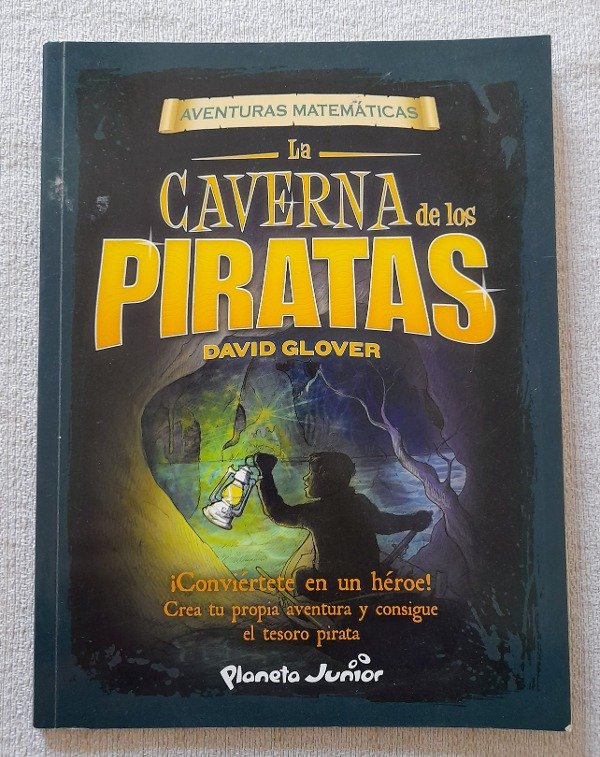 AVENTURAS MATEMÁTICAS
La
CAVERNA de los
PIRATAS
DAVID GLOVER
¡Conviértete en un héroe!
Crea tu propia aventura y consigue
el tesoro pirata
Planeta Junior